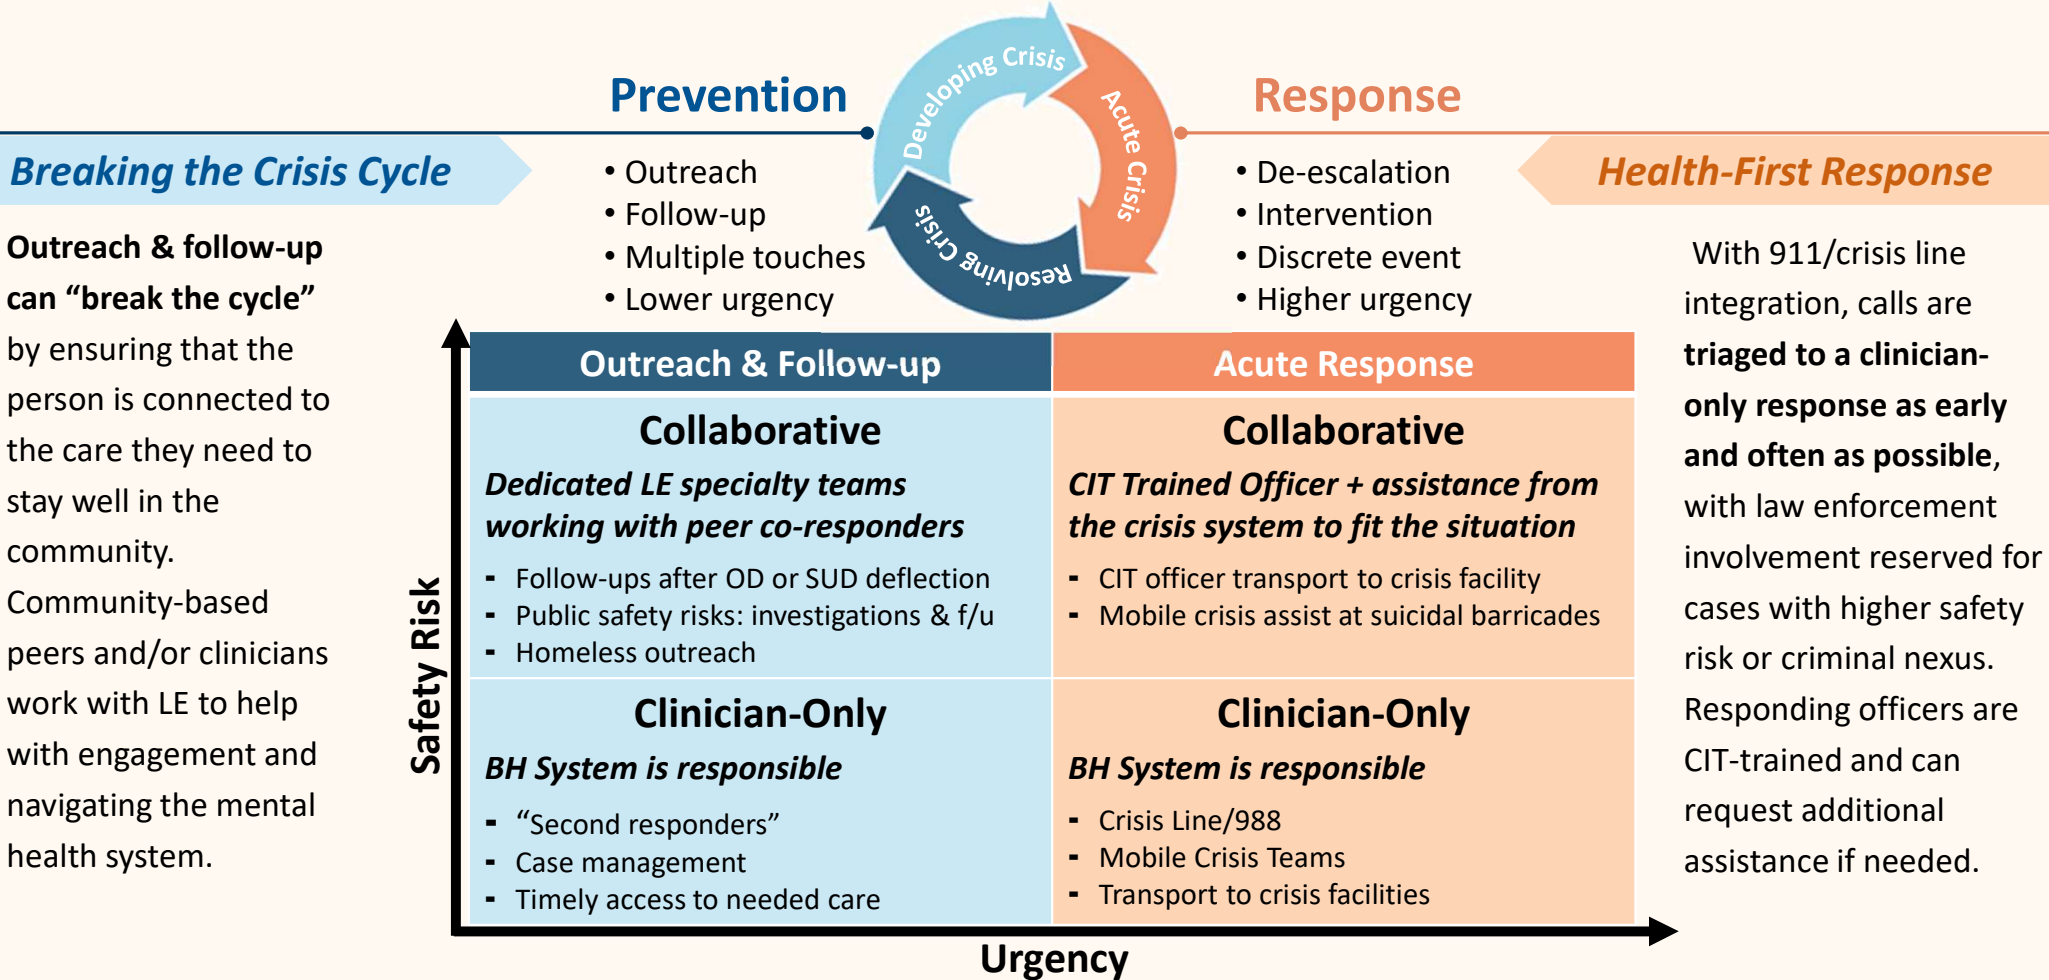 Prevention
Developing Crisis
Acute Crisis
Resolving Crisis
Response
Breaking the Crisis Cycle
• Outreach
• Follow-up
• Multiple touches
• Lower urgency
• De-escalation
• Intervention
• Discrete event
• Higher urgency
Health-First Response
Outreach & follow-up
can “break the cycle”
by ensuring that the
person is connected to
the care they need to
stay well in the
community.
Community-based
peers and/or clinicians
work with LE to help
with engagement and
navigating the mental
health system.
Safety Risk
Outreach & Follow-up
Collaborative
Dedicated LE specialty teams
working with peer co-responders
- Follow-ups after OD or SUD deflection
- Public safety risks: investigations & f/u
- Homeless outreach
Clinician-Only
BH System is responsible
- “Second responders”
- Case management
- Timely access to needed care
Acute Response
Collaborative
CIT Trained Officer + assistance from
the crisis system to fit the situation
- CIT officer transport to crisis facility
- Mobile crisis assist at suicidal barricades
Clinician-Only
BH System is responsible
- Crisis Line/988
- Mobile Crisis Teams
- Transport to crisis facilities
Urgency
With 911/crisis line
integration, calls are
triaged to a clinician-
only response as early
and often as possible,
with law enforcement
involvement reserved for
cases with higher safety
risk or criminal nexus.
Responding officers are
CIT-trained and can
request additional
assistance if needed.